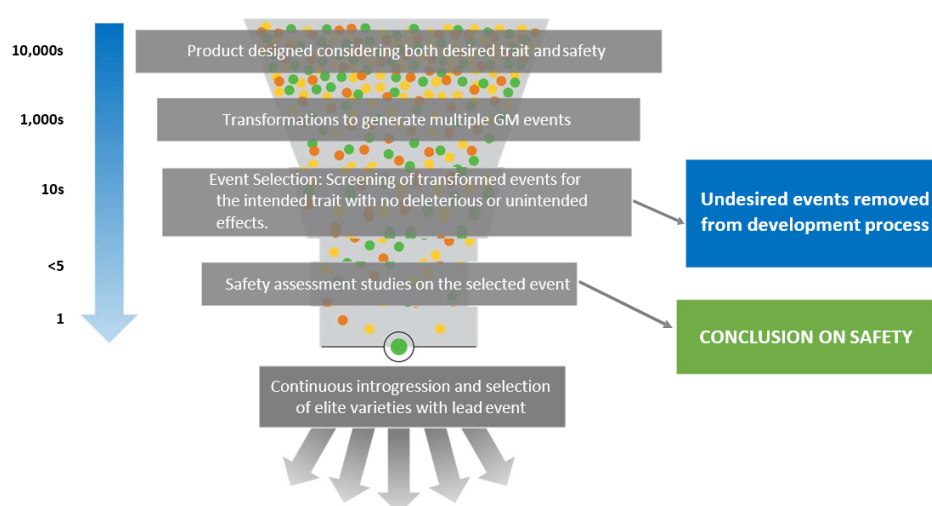 10,000s
Product designed considering both desired trait and safety
1,000s
Transformations to generate multiple GM events
10s
Event Selection: Screening of transformed events for
the intended trait with no deleterious or unintended
effects.
Undesired events removed
from development process
<5
Safety assessment studies on the selected event
1
CONCLUSION ON SAFETY
Continuous introgression and selection
of elite varieties with lead event